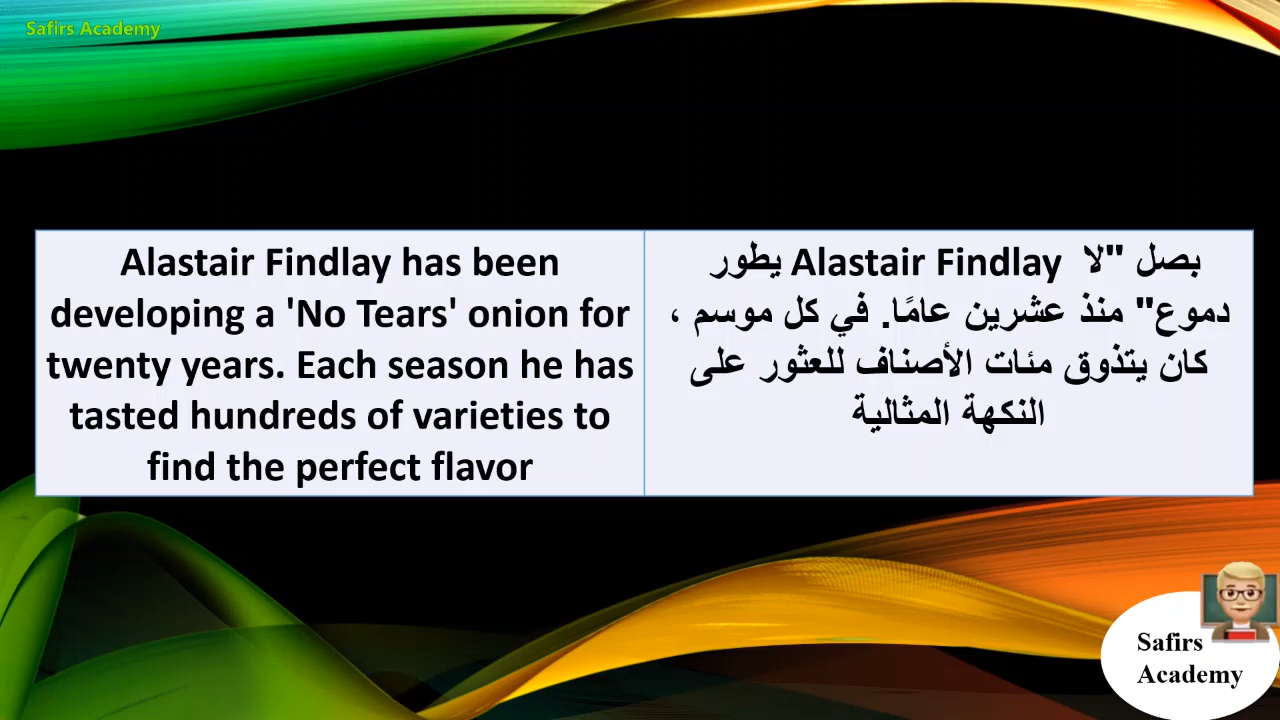 Safirs Academy
Alastair Findlay has been
developing a 'No Tears' onion for
twenty years. Each season he has
tasted hundreds of varieties to
find the perfect flavor
بصل "لا Alastair Findlay يطور
دموع" منذ عشرين عامًا. في كل موسم ،
كان يتذوق مئات الأصناف للعثور على
النكهة المثالية
Safirs
Academy